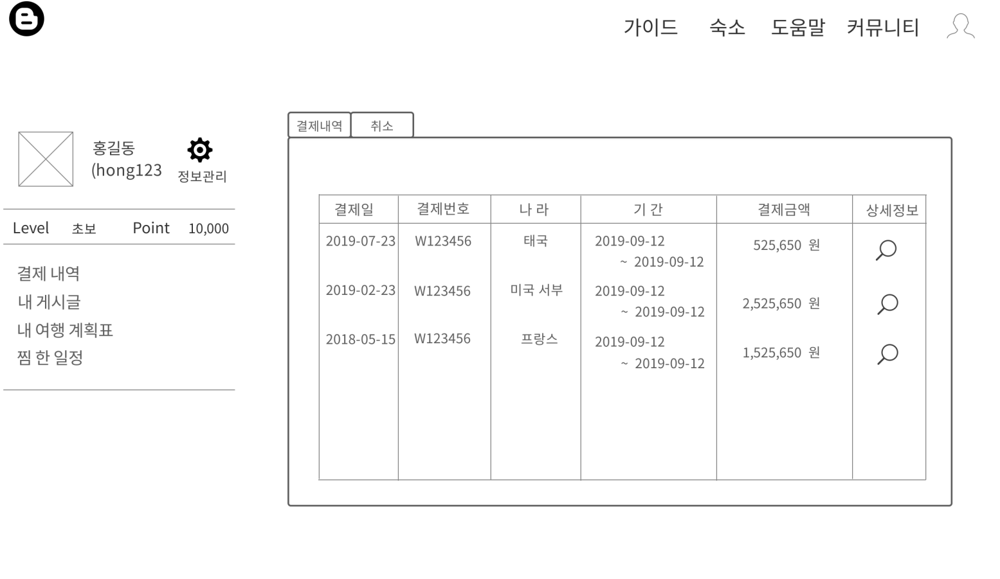 가이드 숙소 도움말 커뮤니티
결제내역 취소
홍길동
(hong123
정보관리
Level 초보 Point 10,000
결제 내역
내 게시글
내 여행 계획표
찜 한 일정
결제일 결제번호 나 라 기 간 결제금액 상세정보
2019-07-23 W123456 태국 2019-09-12 525,650 원
~ 2019-09-12
2019-02-23 W123456 미국 서부 2019-09-12 2,525,650 원
~ 2019-09-12
2018-05-15 W123456 프랑스 2019-09-12 1,525,650 원
~ 2019-09-12